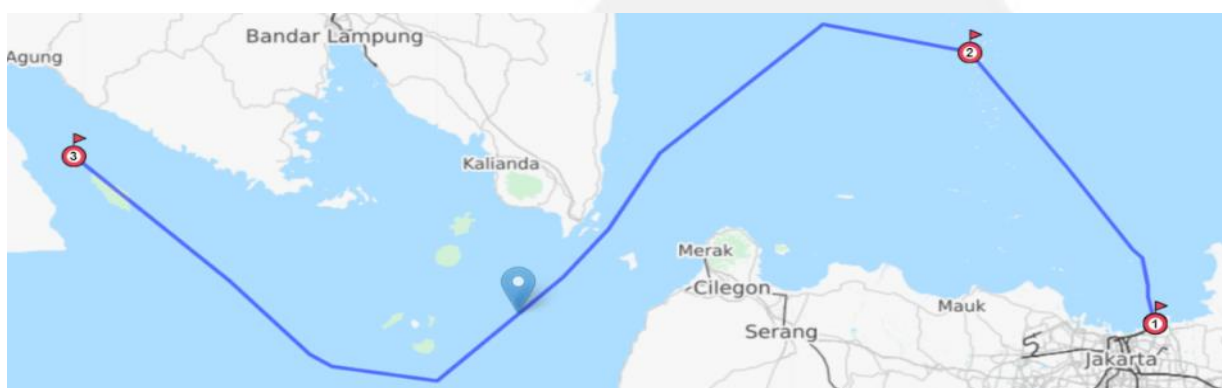 Bandar Lampung
Agung
2
3
Kalianda
Merak
Cilegon
Mauk
Serang
1
Jakarta